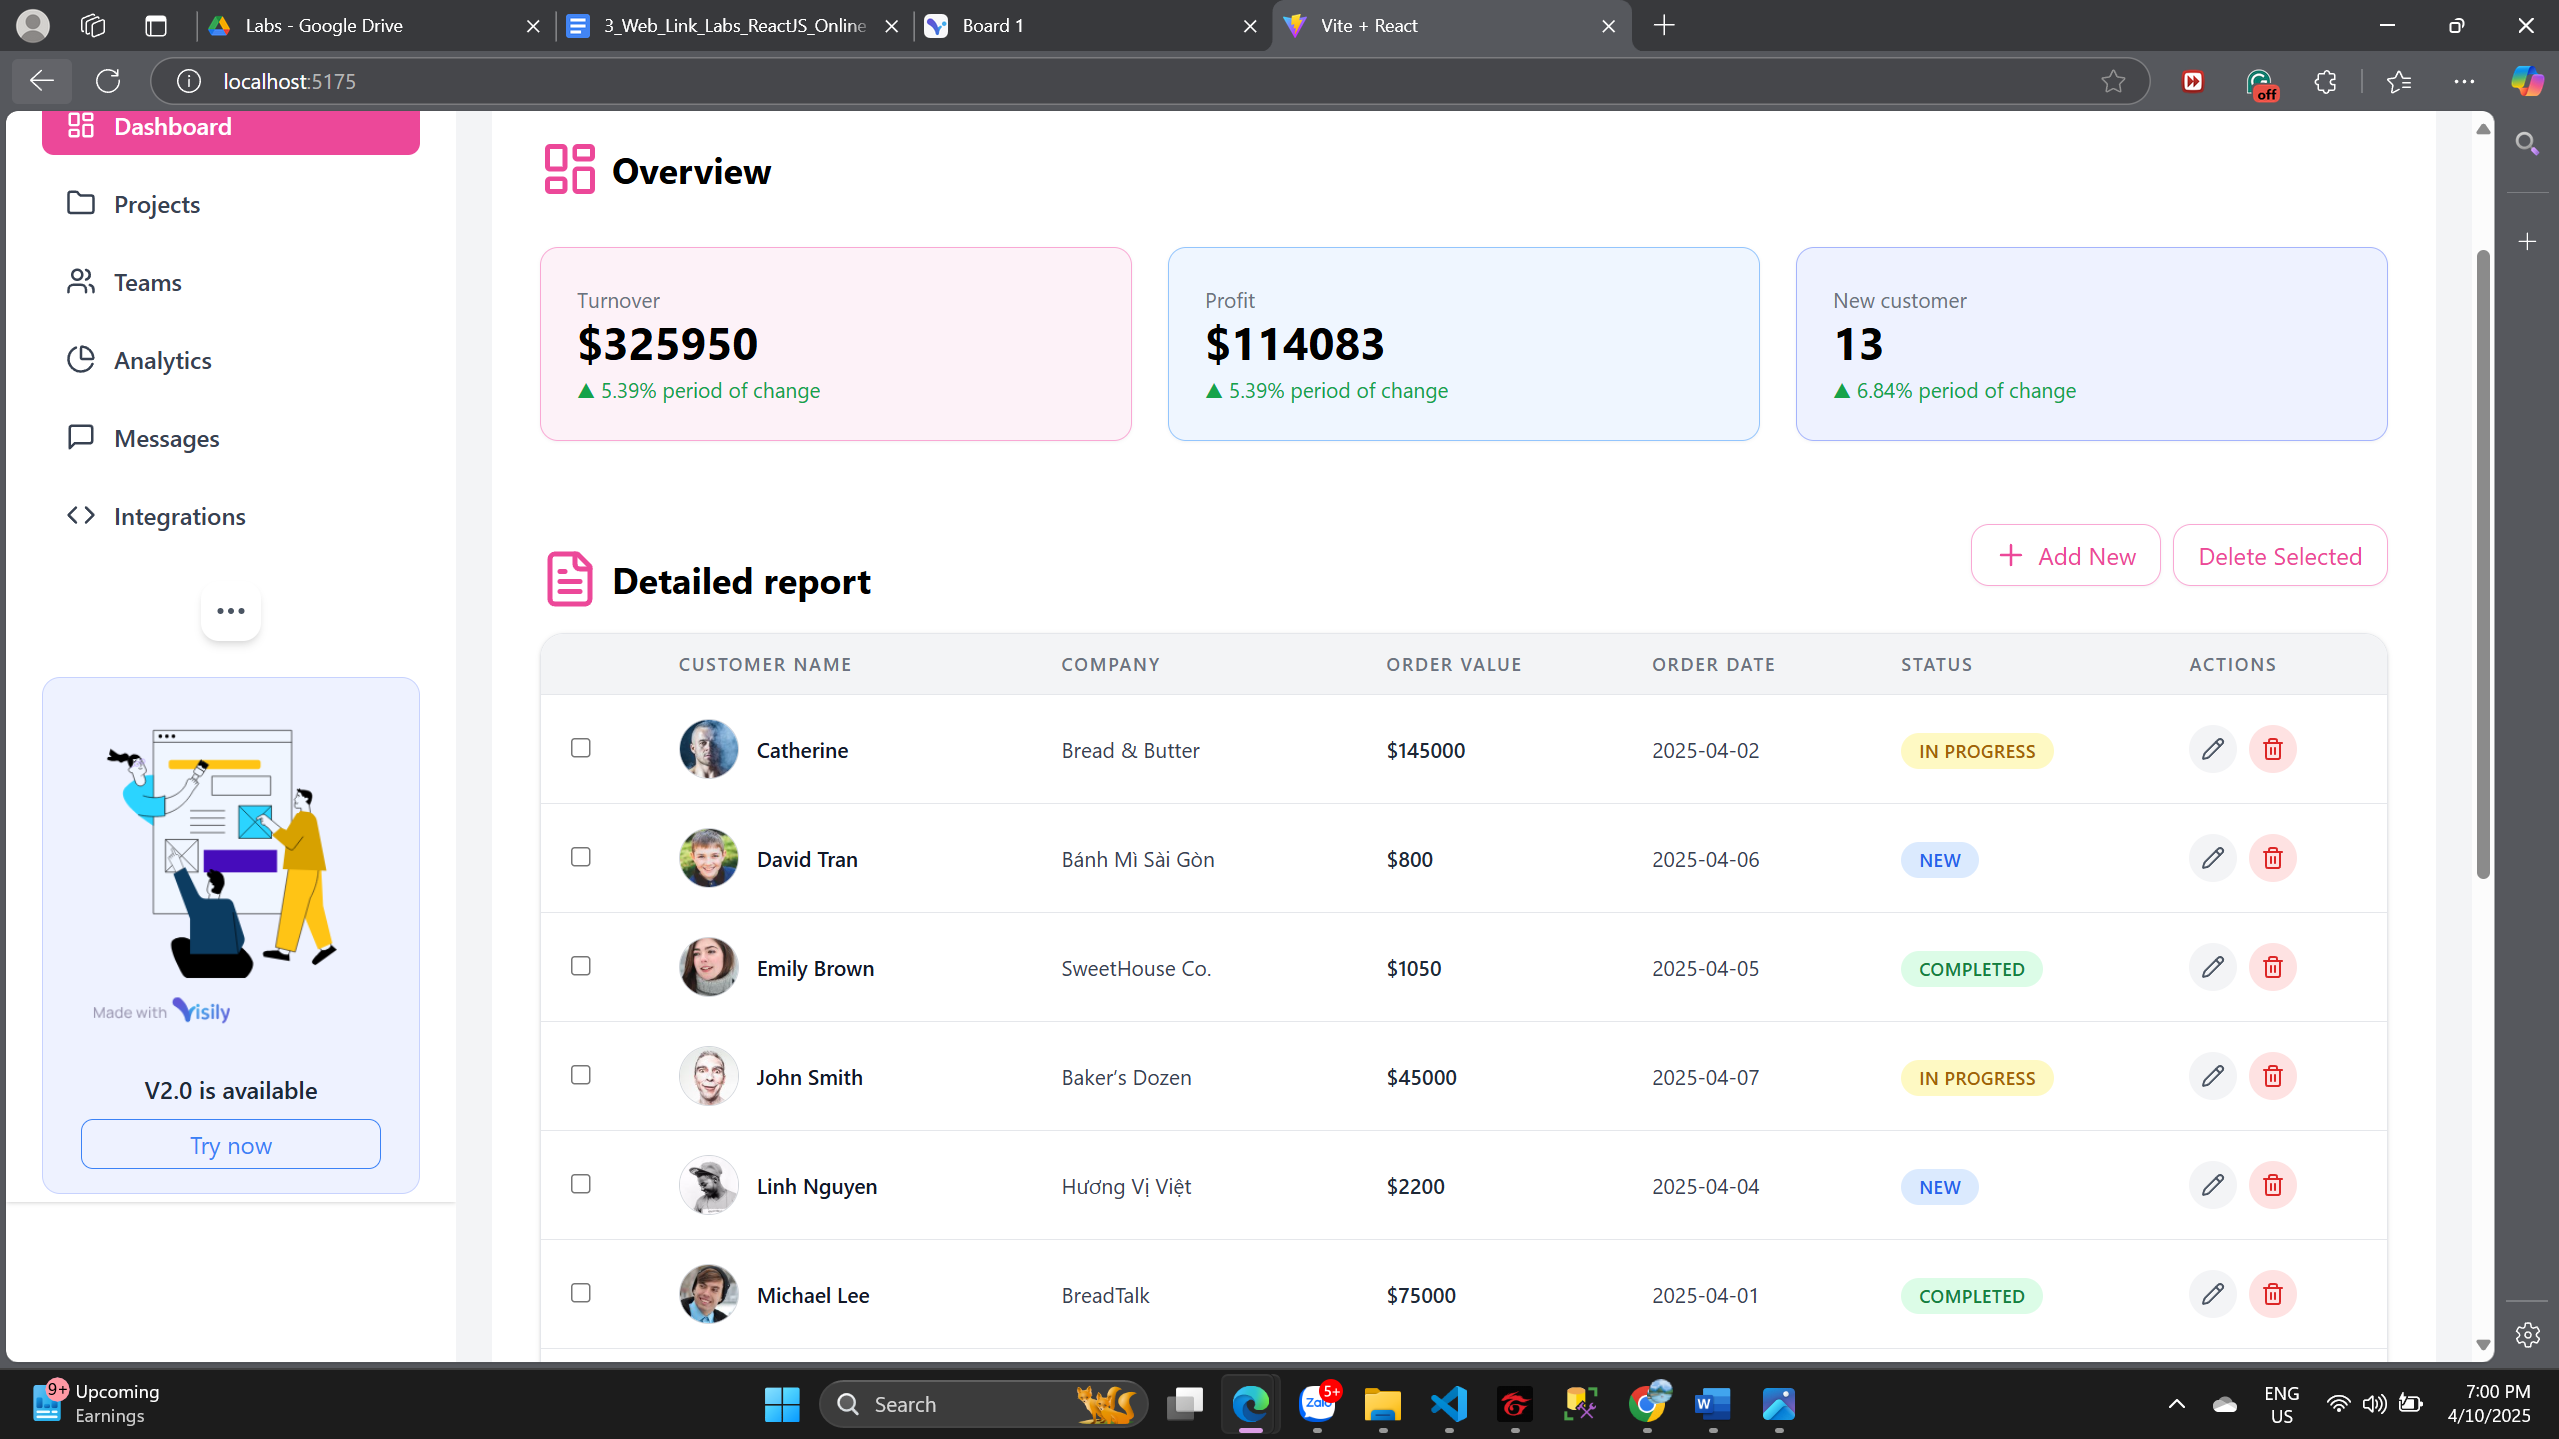 Labs - Google Drive
3_Web_Link_Labs_ReactJS_Online
Board 1
Vite + React
localhost:5175
off
Dashboard
Projects
Teams
Analytics
Messages
Integrations
Made with Visily
V2.0 is available
Try now
Overview
Turnover
$325950
▲ 5.39% period of change
Profit
$114083
▲ 5.39% period of change
New customer
13
▲ 6.84% period of change
Detailed report
+ Add New
Delete Selected
CUSTOMER NAME COMPANY ORDER VALUE ORDER DATE STATUS ACTIONS
Catherine Bread & Butter $145000 2025-04-02 IN PROGRESS
David Tran Bánh Mì Sài Gòn $800 2025-04-06 NEW
Emily Brown SweetHouse Co. $1050 2025-04-05 COMPLETED
John Smith Baker’s Dozen $45000 2025-04-07 IN PROGRESS
Linh Nguyen Hương Vị Việt $2200 2025-04-04 NEW
Michael Lee BreadTalk $75000 2025-04-01 COMPLETED
9+
Upcoming
Earnings
Search
Zalo
5+
W
ENG
US
7:00 PM
4/10/2025